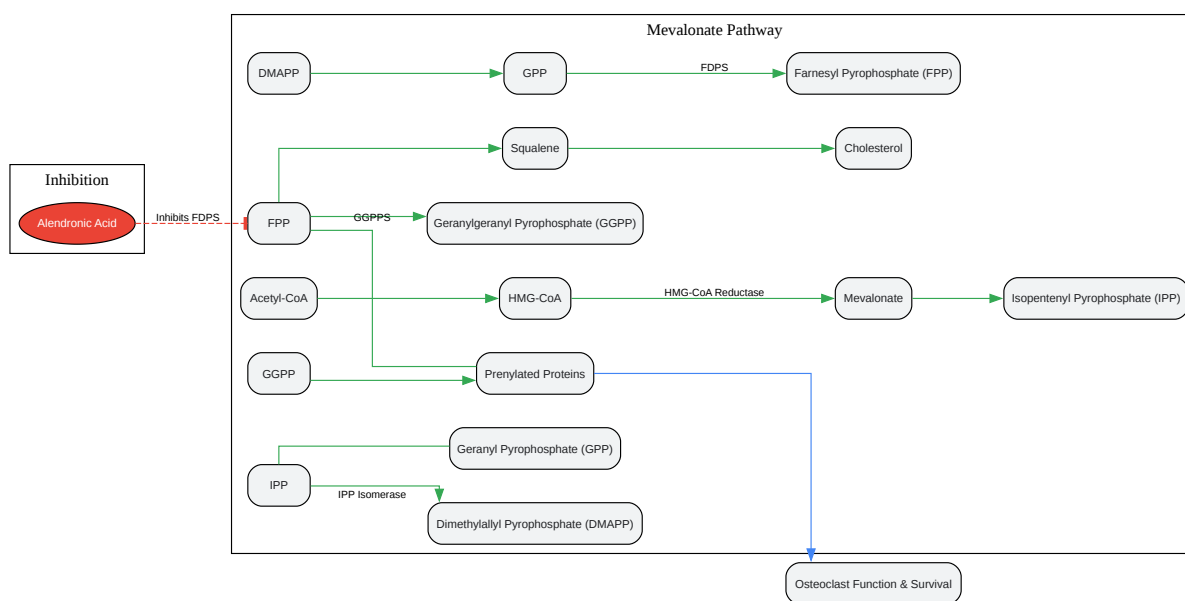 Mevalonate Pathway
DMAPP
GPP
FDPS
Farnesyl Pyrophosphate (FPP)
Squalene
Cholesterol
Inhibition
Alendronic Acid
Inhibits FDPS
FPP
GGPPS
Geranylgeranyl Pyrophosphate (GGPP)
Acetyl-CoA
HMG-CoA
HMG-CoA Reductase
Mevalonate
Isopentenyl Pyrophosphate (IPP)
GGPP
Prenylated Proteins
Geranyl Pyrophosphate (GPP)
IPP
IPP Isomerase
Dimethylallyl Pyrophosphate (DMAPP)
Osteoclast Function & Survival